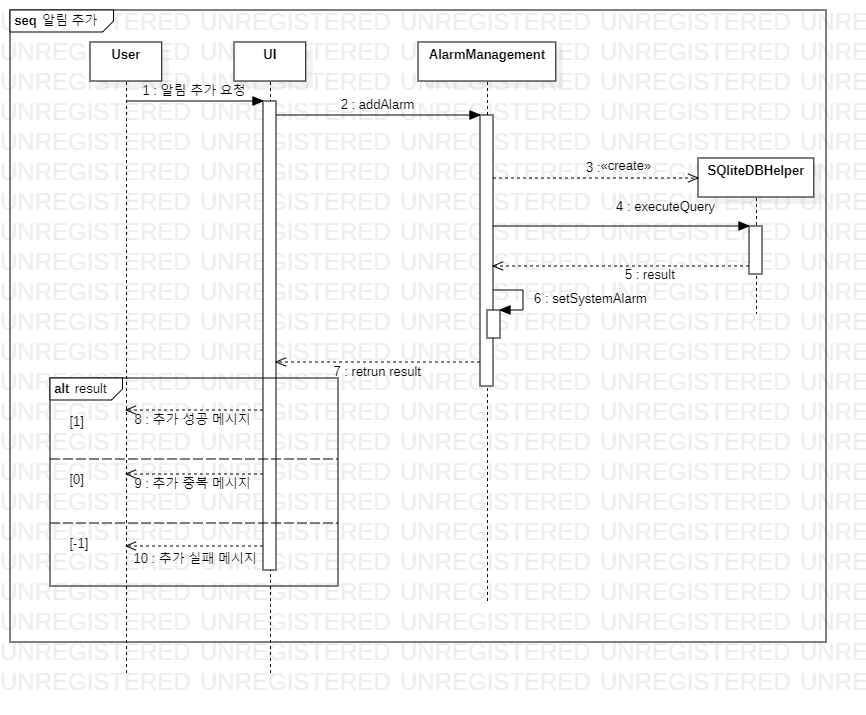 seq 알림 추가
User
UI
AlarmManagement
1 : 알림 추가 요청
2 : addAlarm
3 :«create»
SQliteDBHelper
4 : executeQuery
5 : result
6 : setSystemAlarm
7 : retrun result
alt result
[1]
8 : 추가 성공 메시지
[0]
9 : 추가 중복 메시지
[-1]
10 : 추가 실패 메시지
UNREGISTERED